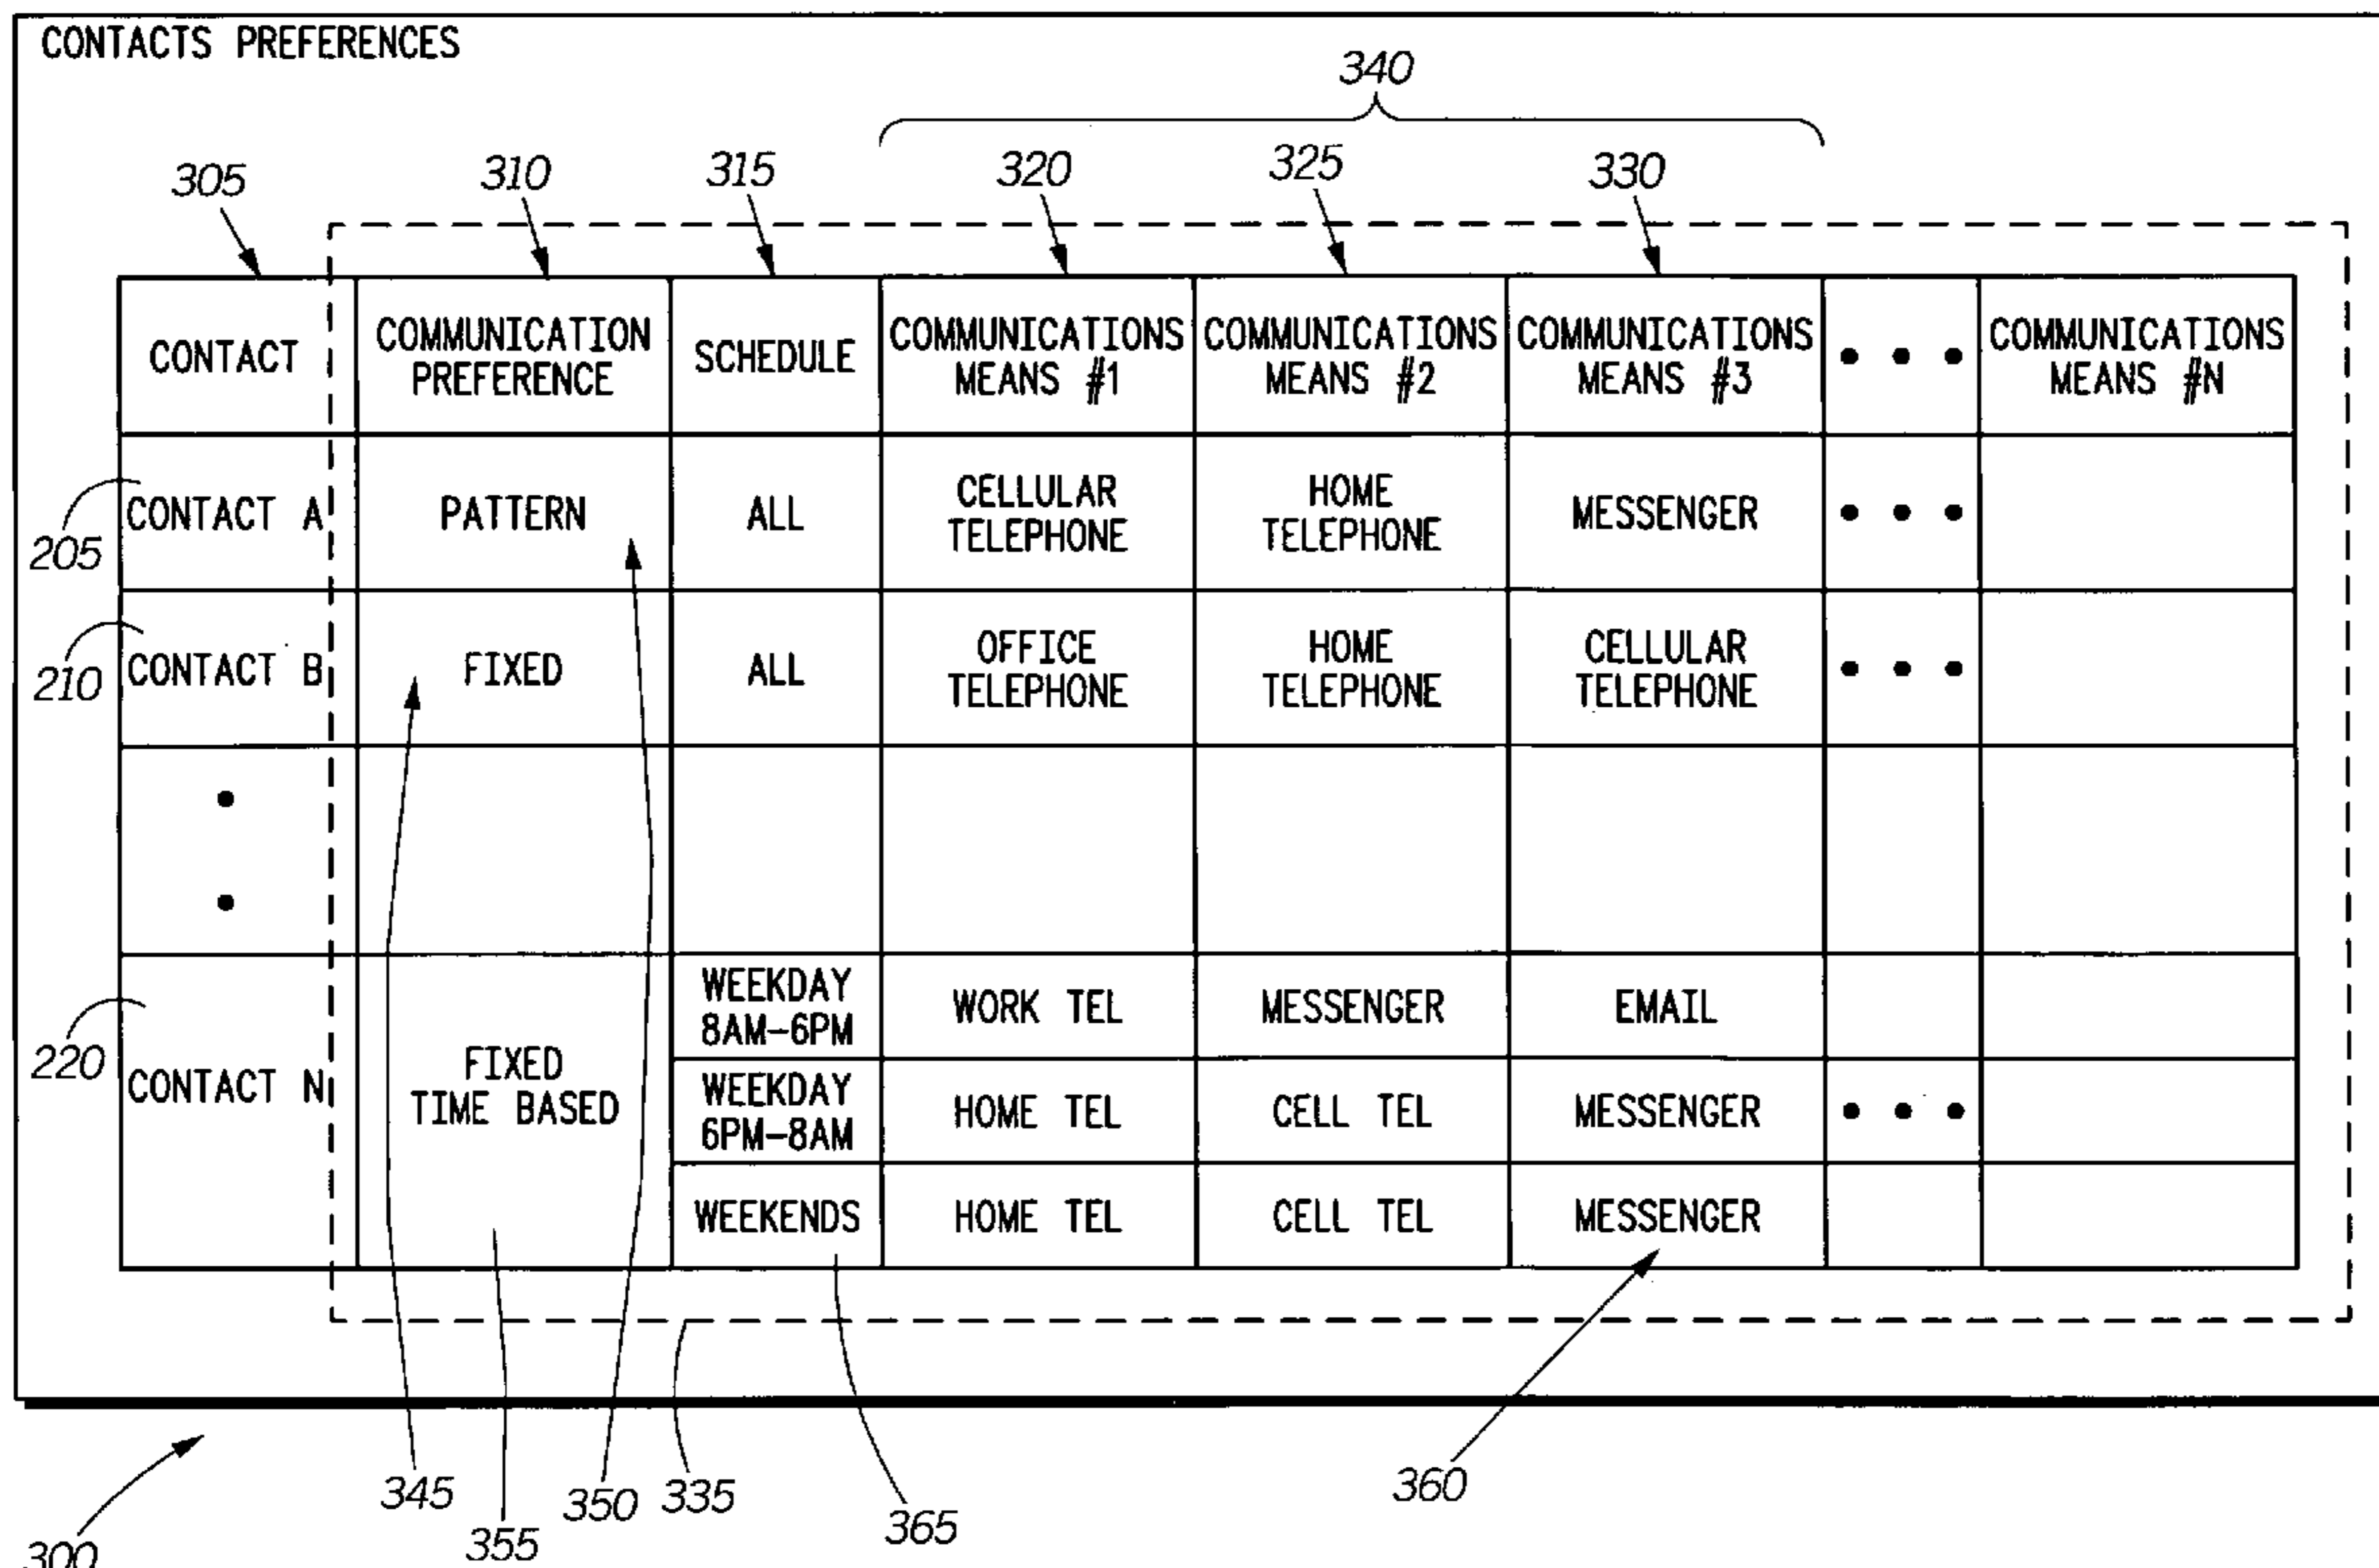 CONTACTS PREFERENCES
340
305 310 315 320 325 330
CONTACT
COMMUNICATION
PREFERENCE
SCHEDULE
COMMUNICATIONS
MEANS #1
COMMUNICATIONS
MEANS #2
COMMUNICATIONS
MEANS #3
• • •
COMMUNICATIONS
MEANS #N
205
CONTACT A
PATTERN
ALL
CELLULAR
TELEPHONE
HOME
TELEPHONE
MESSENGER
• • •
210
CONTACT B
FIXED
ALL
OFFICE
TELEPHONE
HOME
TELEPHONE
CELLULAR
TELEPHONE
• • •
•
•
220
CONTACT N
FIXED
TIME BASED
WEEKDAY
8AM-6PM
WORK TEL
MESSENGER
EMAIL
WEEKDAY
6PM-8AM
HOME TEL
CELL TEL
MESSENGER
• • •
WEEKENDS
HOME TEL
CELL TEL
MESSENGER
345
355
350
335
365
360
300